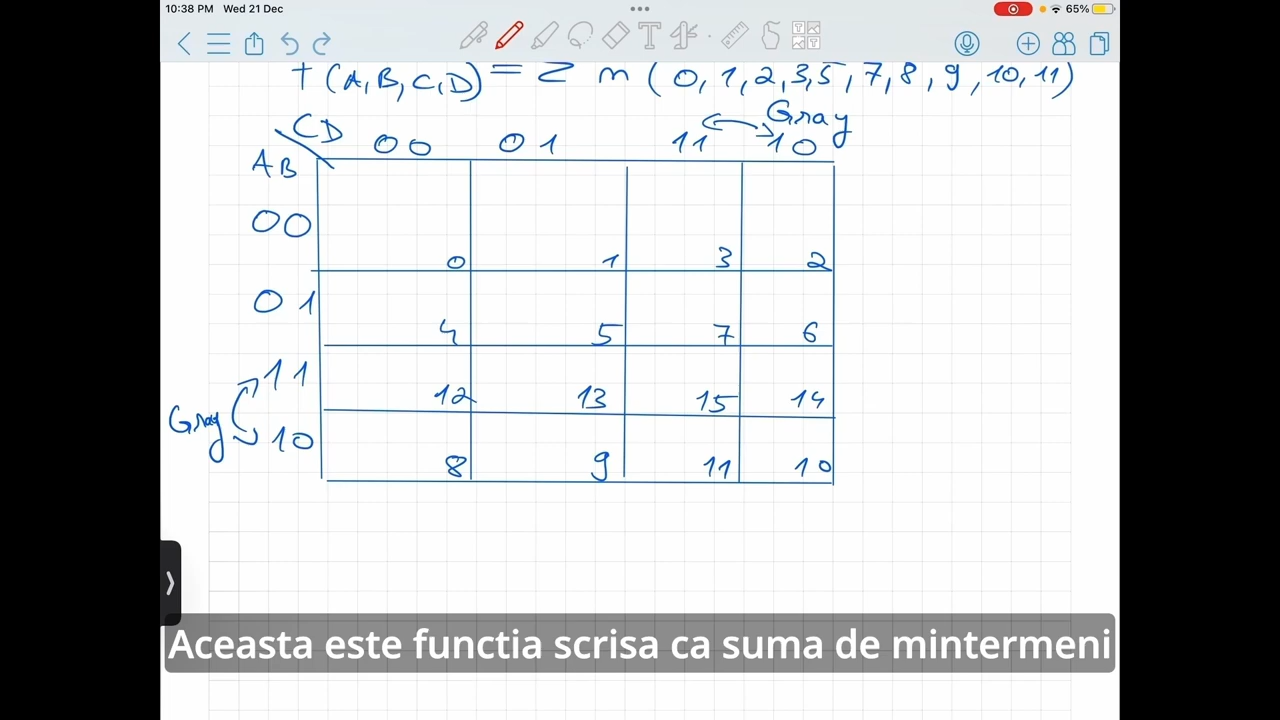 10:38 PM Wed 21 Dec 65%
f(A,B,C,D) = Σ m (0,1,2,3,5,7,8,9,10,11)
Gray
CD 00 01 11 10
AB
00
0 1 3 2
01
4 5 7 6
11
12 13 15 14
Gray
10
8 9 11 10
Aceasta este functia scrisa ca suma de mintermeni